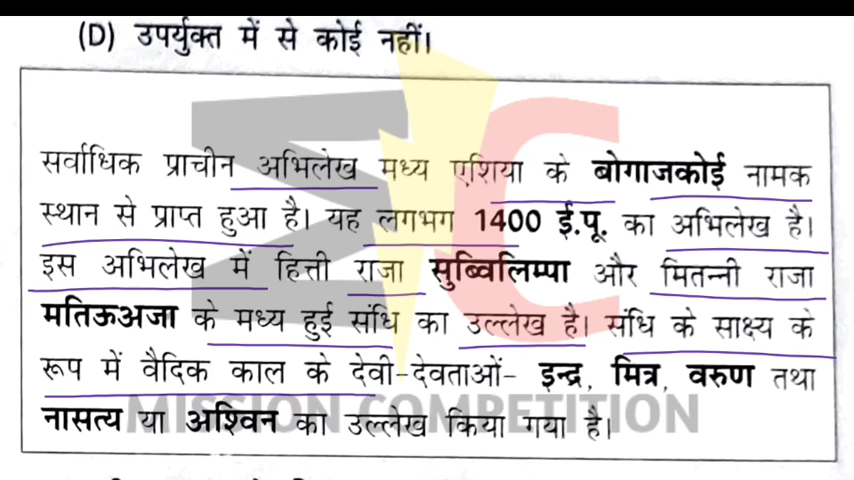 (D) उपर्युक्त में से कोई नहीं।
सर्वाधिक प्राचीन अभिलेख मध्य एशिया के बोगाजकोई नामक
स्थान से प्राप्त हुआ है। यह लगभग 1400 ई.पू. का अभिलेख है।
इस अभिलेख में हित्ती राजा सुब्विलिम्पा और मितन्नी राजा
मतिऊअजा के मध्य हुई संधि का उल्लेख है। संधि के साक्ष्य के
रूप में वैदिक काल के देवी-देवताओं- इन्द्र, मित्र, वरुण तथा
नासत्य या अश्विन का उल्लेख किया गया है।
MISSION COMPETITION